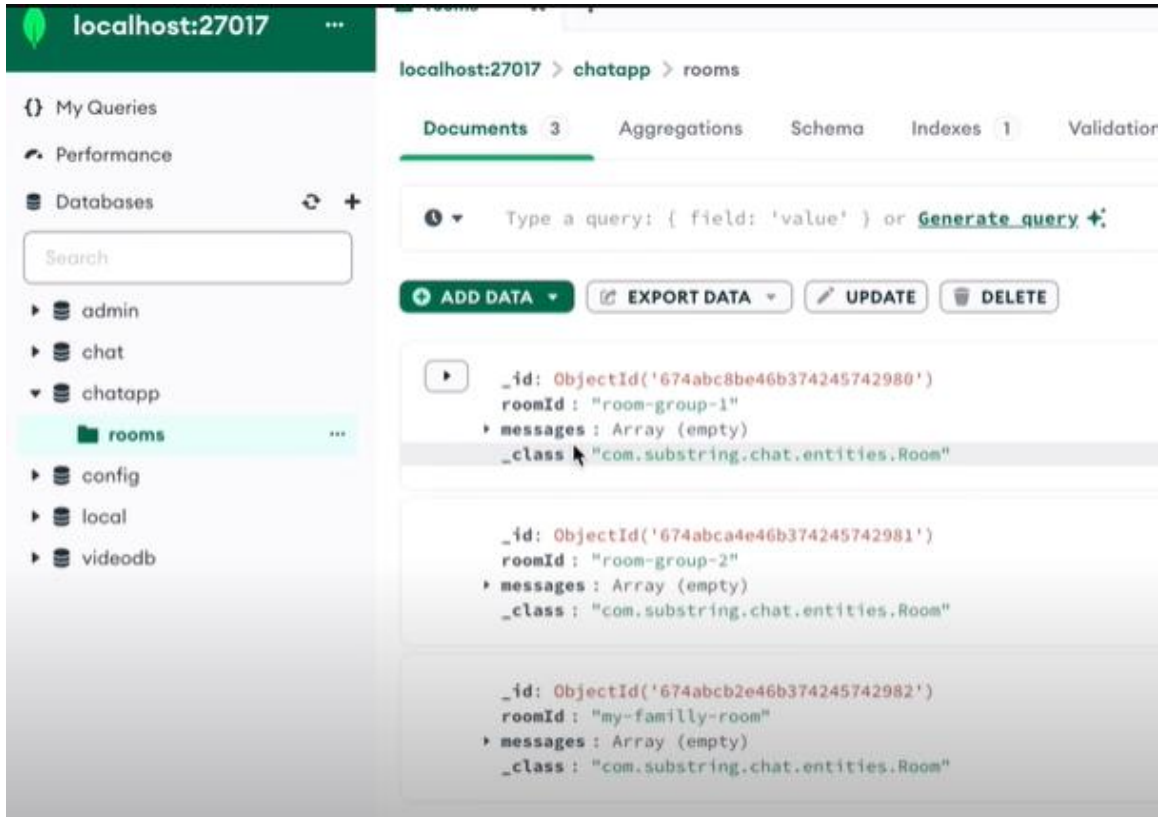 localhost:27017
localhost:27017 > chatapp > rooms
{} My Queries
Performance
Databases
Search
admin
chat
chatapp
rooms
config
local
videodb
Documents 3 Aggregations Schema Indexes 1 Validation
Type a query: { field: 'value' } or Generate query
ADD DATA EXPORT DATA UPDATE DELETE
_id: ObjectId('674abc8be46b374245742980')
roomId : "room-group-1"
messages : Array (empty)
_class "com.substring.chat.entities.Room"
_id: ObjectId('674abca4e46b374245742981')
roomId : "room-group-2"
messages : Array (empty)
_class : "com.substring.chat.entities.Room"
_id: ObjectId('674abcb2e46b374245742982')
roomId : "my-familly-room"
messages : Array (empty)
_class : "com.substring.chat.entities.Room"